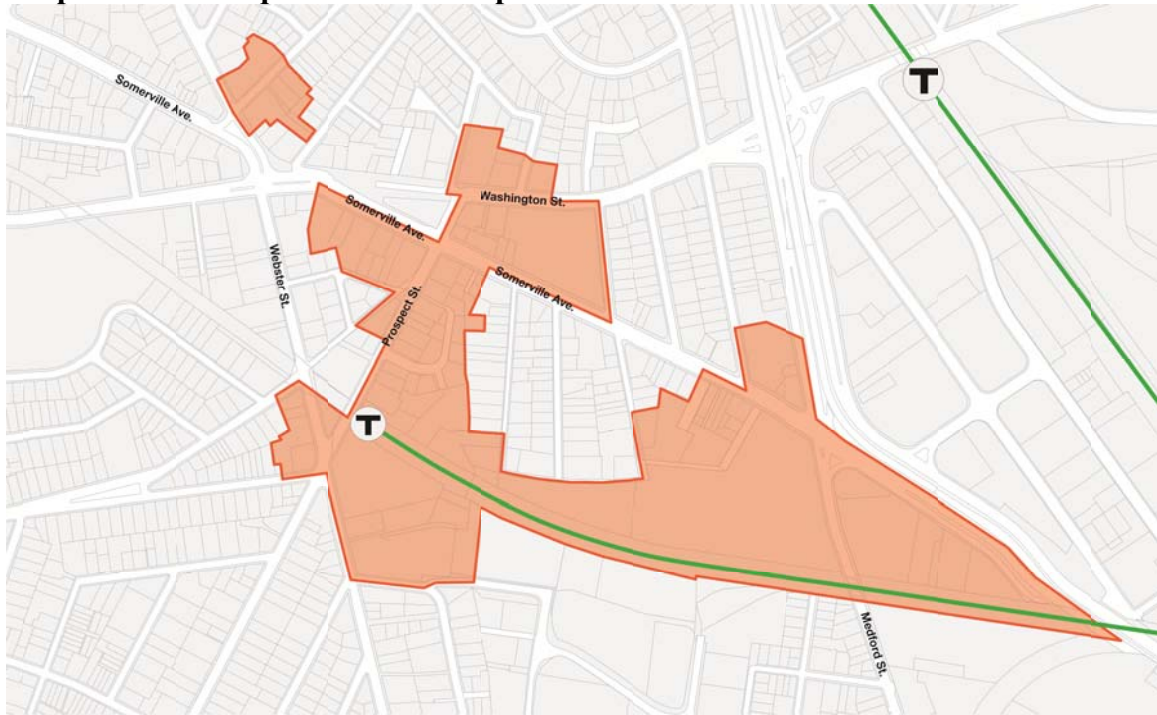 Somerville Ave.
T
Washington St.
Somerville Ave.
Webster St.
Somerville Ave.
Prospect St.
T
Medford St.